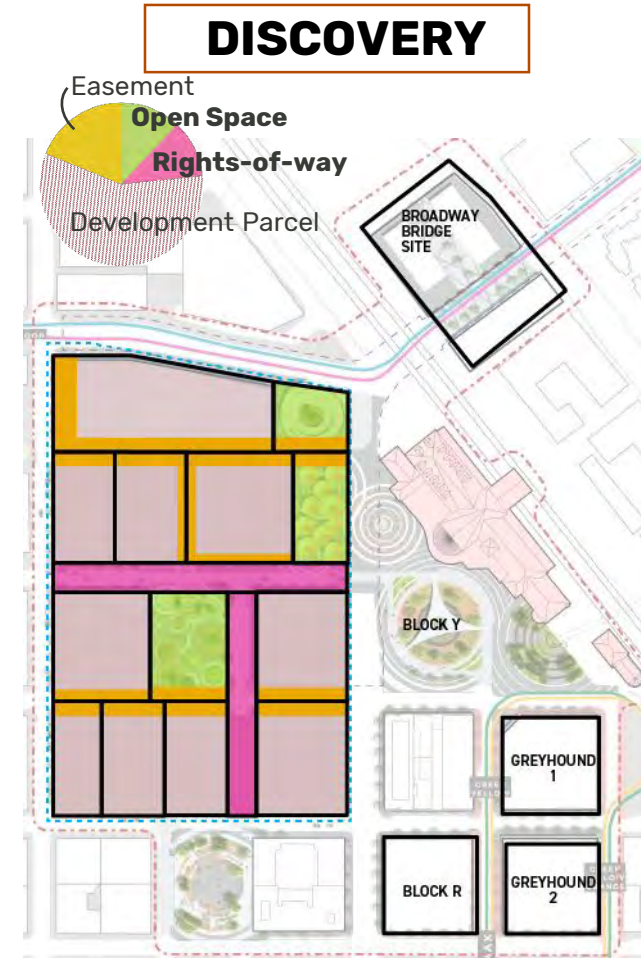 DISCOVERY
Easement
Open Space
Rights-of-way
Development Parcel
BROADWAY
BRIDGE
SITE
BLOCK Y
GREYHOUND
1
BLOCK R
GREYHOUND
2